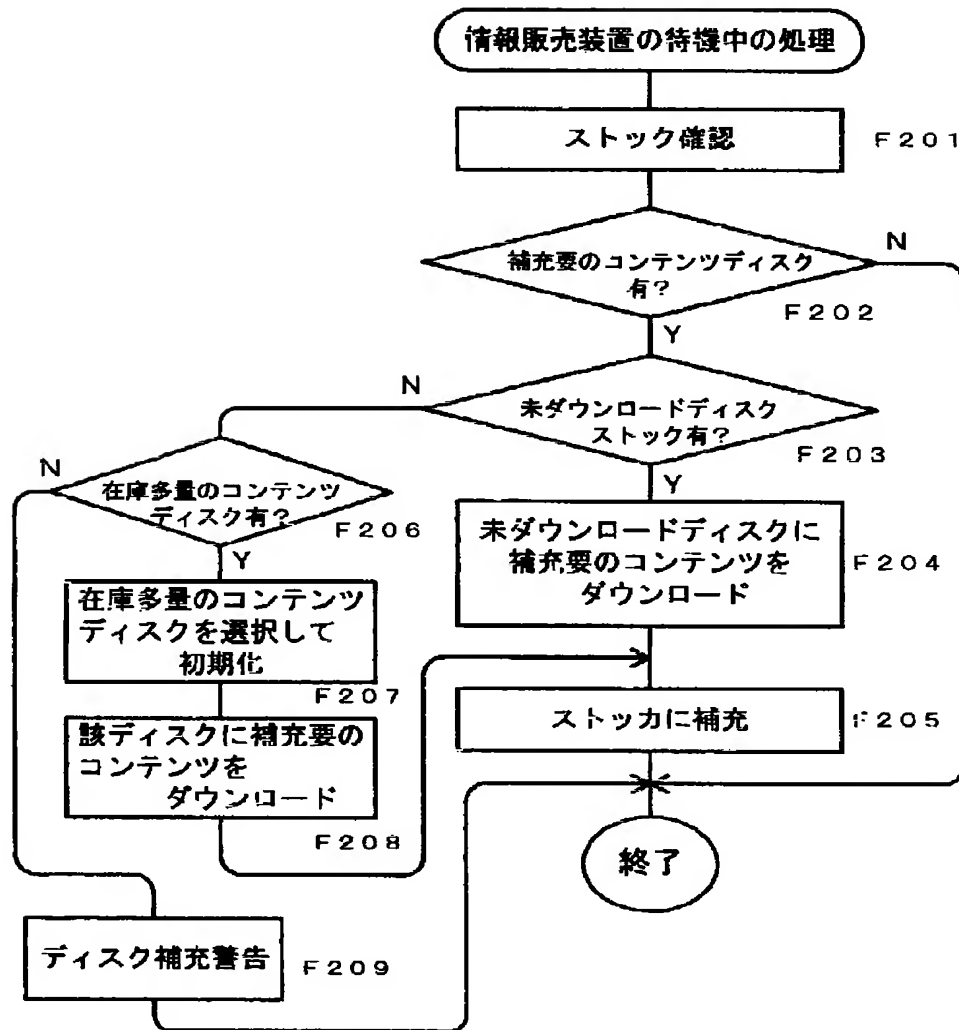 情報販売装置の待機中の処理
ストック確認
F201
補充要のコンテンツディスク
有?
N
F202
Y
N
未ダウンロードディスク
ストック有?
F203
Y
N
在庫多量のコンテンツ
ディスク有?
F206
Y
未ダウンロードディスクに
補充要のコンテンツを
ダウンロード
F204
在庫多量のコンテンツ
ディスクを選択して
初期化
F207
ストッカに補充
F205
該ディスクに補充要の
コンテンツを
ダウンロード
F208
終了
ディスク補充警告
F209